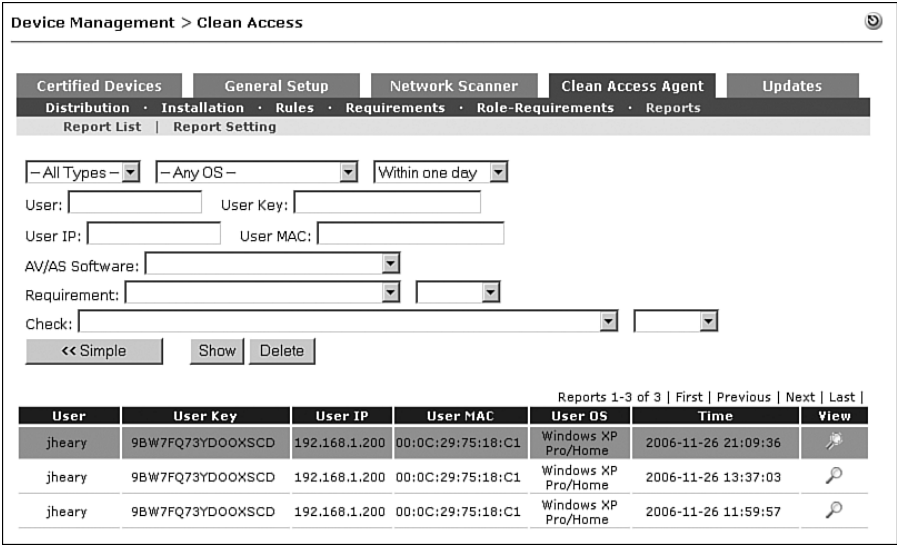 Device Management > Clean Access
Certified Devices General Setup Network Scanner Clean Access Agent Updates
Distribution · Installation · Rules · Requirements · Role-Requirements · Reports
Report List | Report Setting
– All Types – – Any OS – Within one day
User: User Key:
User IP: User MAC:
AV/AS Software:
Requirement:
Check:
<< Simple Show Delete
Reports 1-3 of 3 | First | Previous | Next | Last |
User User Key User IP User MAC User OS Time View
jheary 9BW7FQ73YDOOXSCD 192.168.1.200 00:0C:29:75:18:C1 Windows XP Pro/Home 2006-11-26 21:09:36
jheary 9BW7FQ73YDOOXSCD 192.168.1.200 00:0C:29:75:18:C1 Windows XP Pro/Home 2006-11-26 13:37:03
jheary 9BW7FQ73YDOOXSCD 192.168.1.200 00:0C:29:75:18:C1 Windows XP Pro/Home 2006-11-26 11:59:57